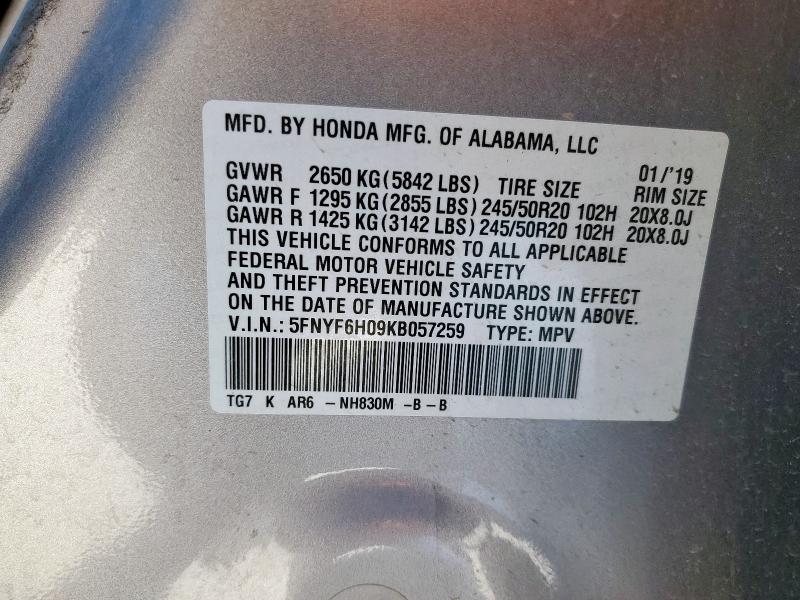 MFD. BY HONDA MFG. OF ALABAMA, LLC
GVWR 2650 KG (5842 LBS) TIRE SIZE 01/'19 RIM SIZE
GAWR F 1295 KG (2855 LBS) 245/50R20 102H 20X8.0J
GAWR R 1425 KG (3142 LBS) 245/50R20 102H 20X8.0J
THIS VEHICLE CONFORMS TO ALL APPLICABLE
FEDERAL MOTOR VEHICLE SAFETY
AND THEFT PREVENTION STANDARDS IN EFFECT
ON THE DATE OF MANUFACTURE SHOWN ABOVE.
V.I.N.: 5FNYF6H09KB057259 TYPE: MPV
TG7 K AR6 -NH830M -B-B